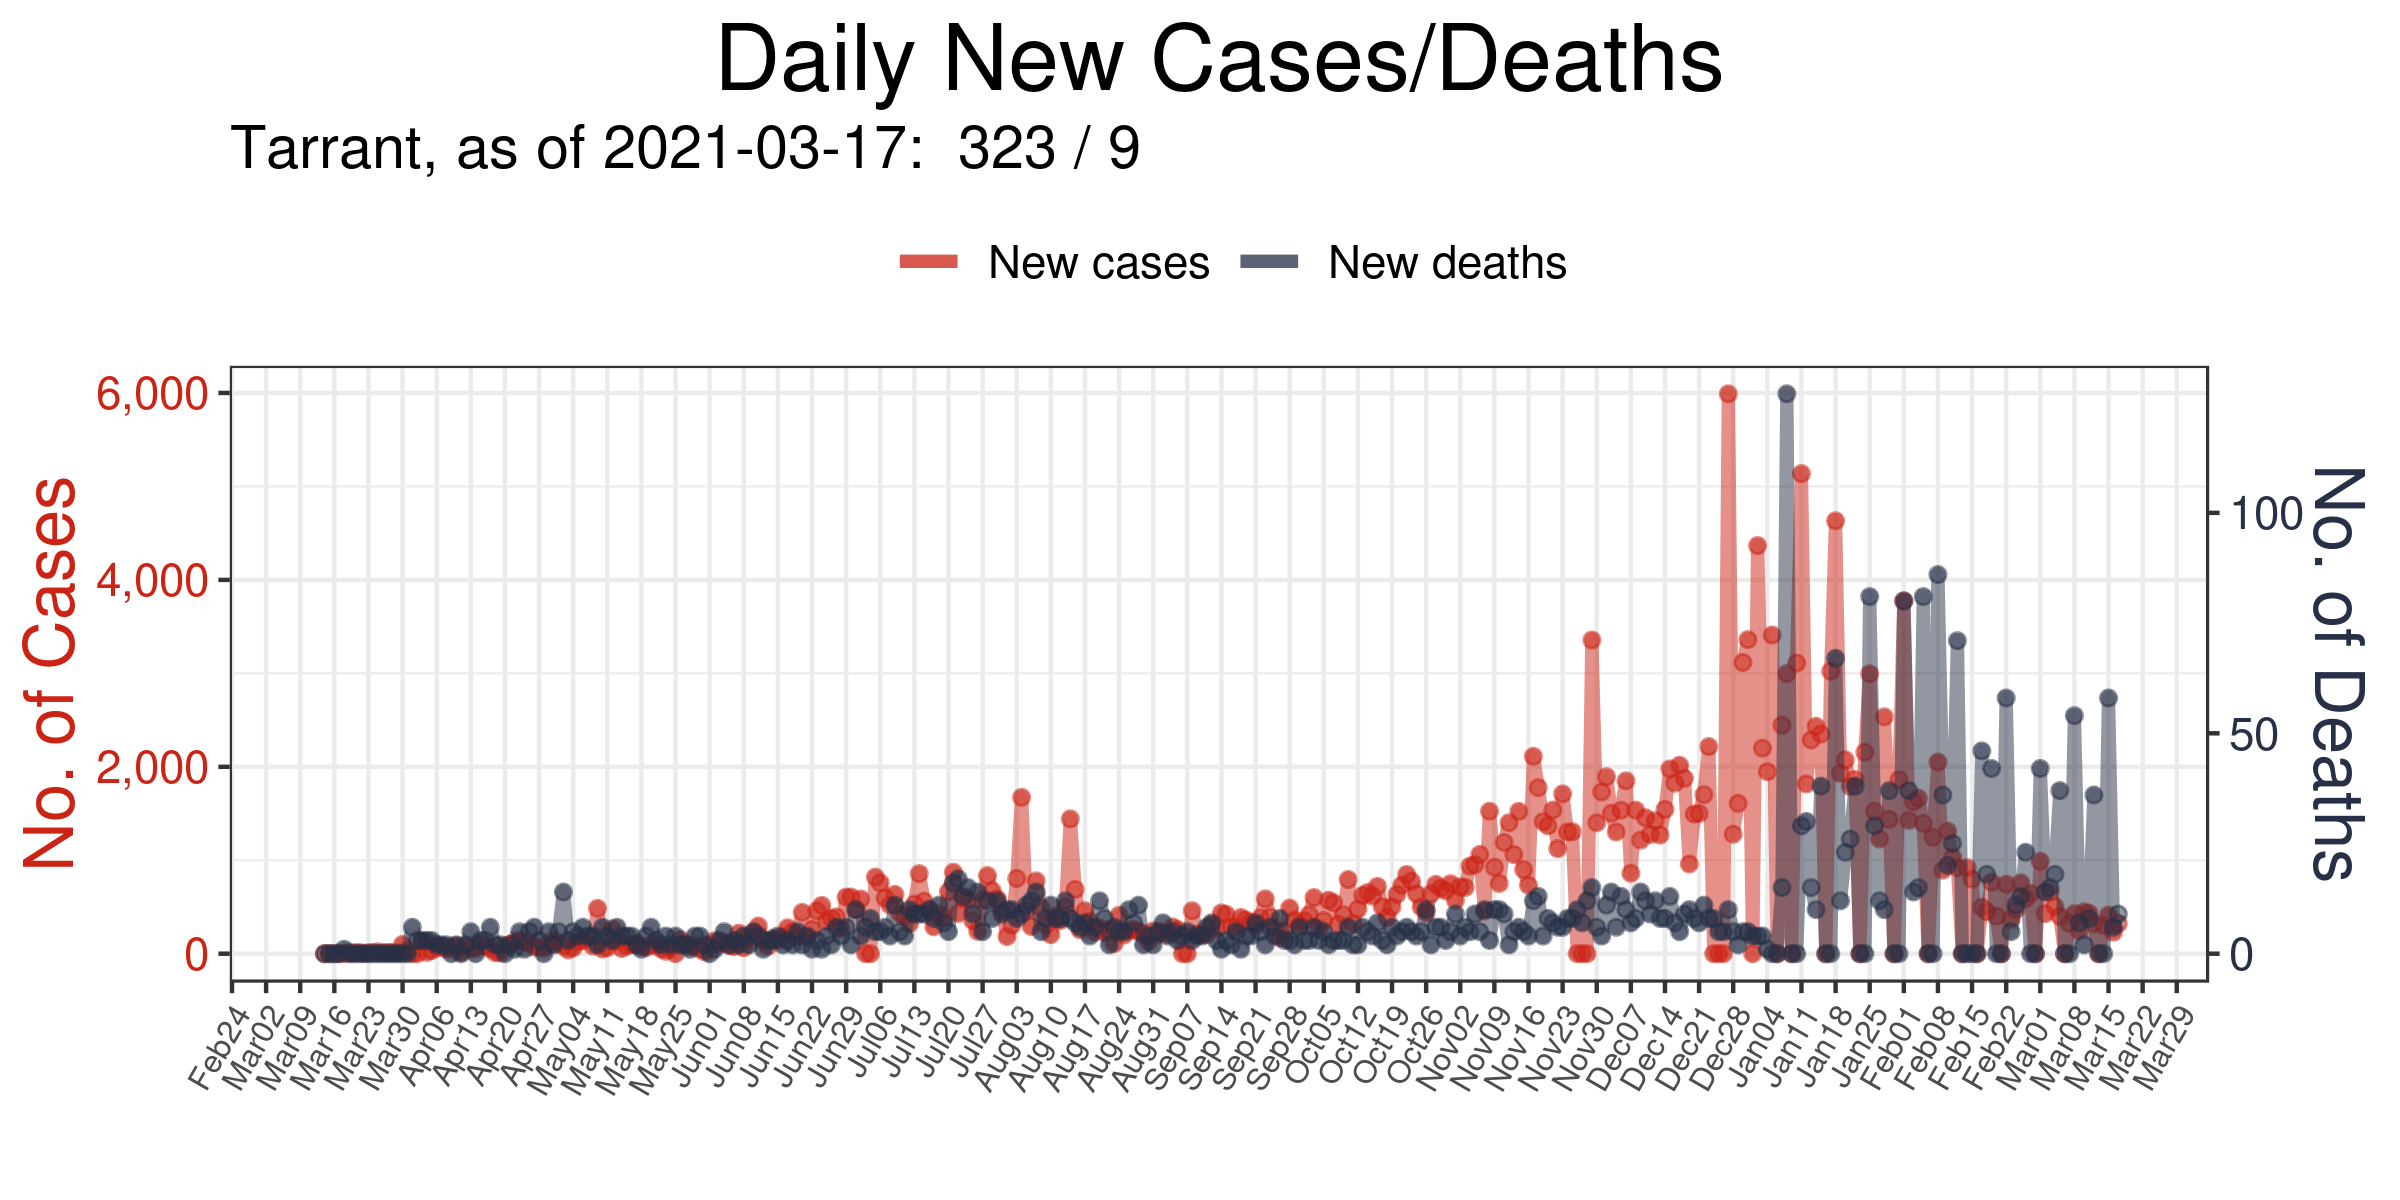 Daily New Cases/Deaths
Tarrant, as of 2021-03-17:  323 / 9
New cases
New deaths
No. of Cases
6,000
4,000
2,000
0
No. of Deaths
100
50
0
Feb24
Mar02
Mar09
Mar16
Mar23
Mar30
Apr06
Apr13
Apr20
Apr27
May04
May11
May18
May25
Jun01
Jun08
Jun15
Jun22
Jun29
Jul06
Jul13
Jul20
Jul27
Aug03
Aug10
Aug17
Aug24
Aug31
Sep07
Sep14
Sep21
Sep28
Oct05
Oct12
Oct19
Oct26
Nov02
Nov09
Nov16
Nov23
Nov30
Dec07
Dec14
Dec21
Dec28
Jan04
Jan11
Jan18
Jan25
Feb01
Feb08
Feb15
Feb22
Mar01
Mar08
Mar15
Mar22
Mar29